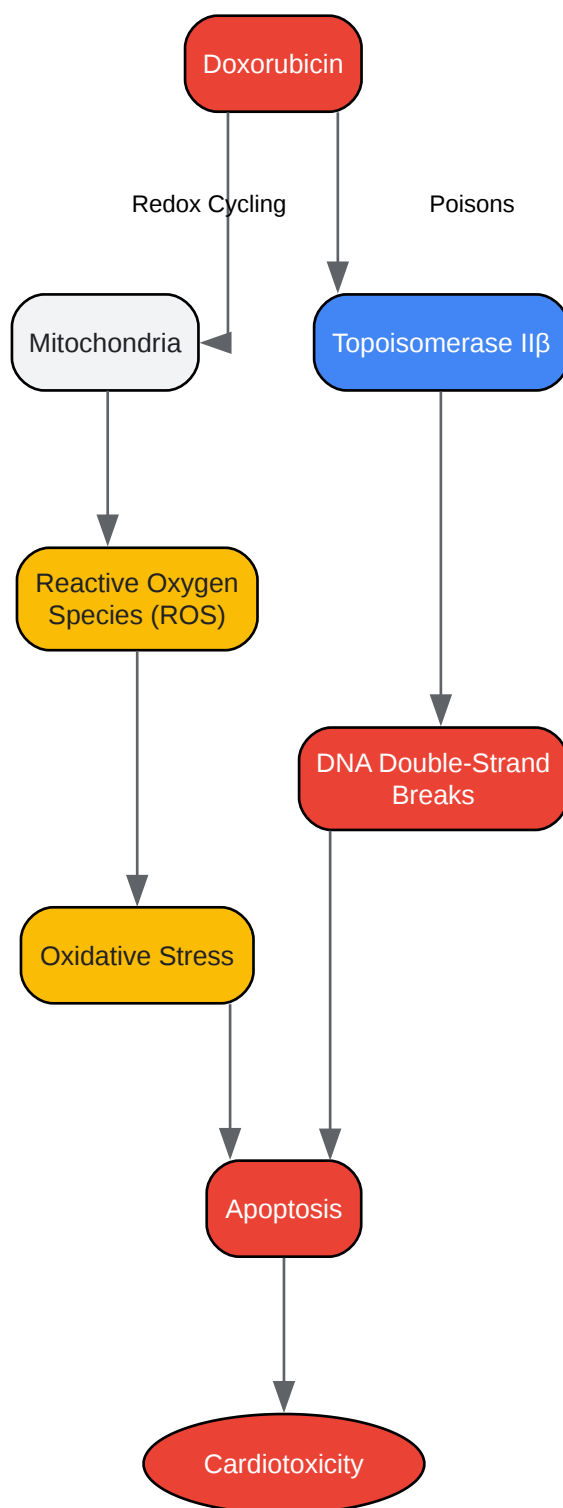 Doxorubicin
Redox Cycling
Poisons
Mitochondria
Topoisomerase IIβ
Reactive Oxygen
Species (ROS)
DNA Double-Strand
Breaks
Oxidative Stress
Apoptosis
Cardiotoxicity